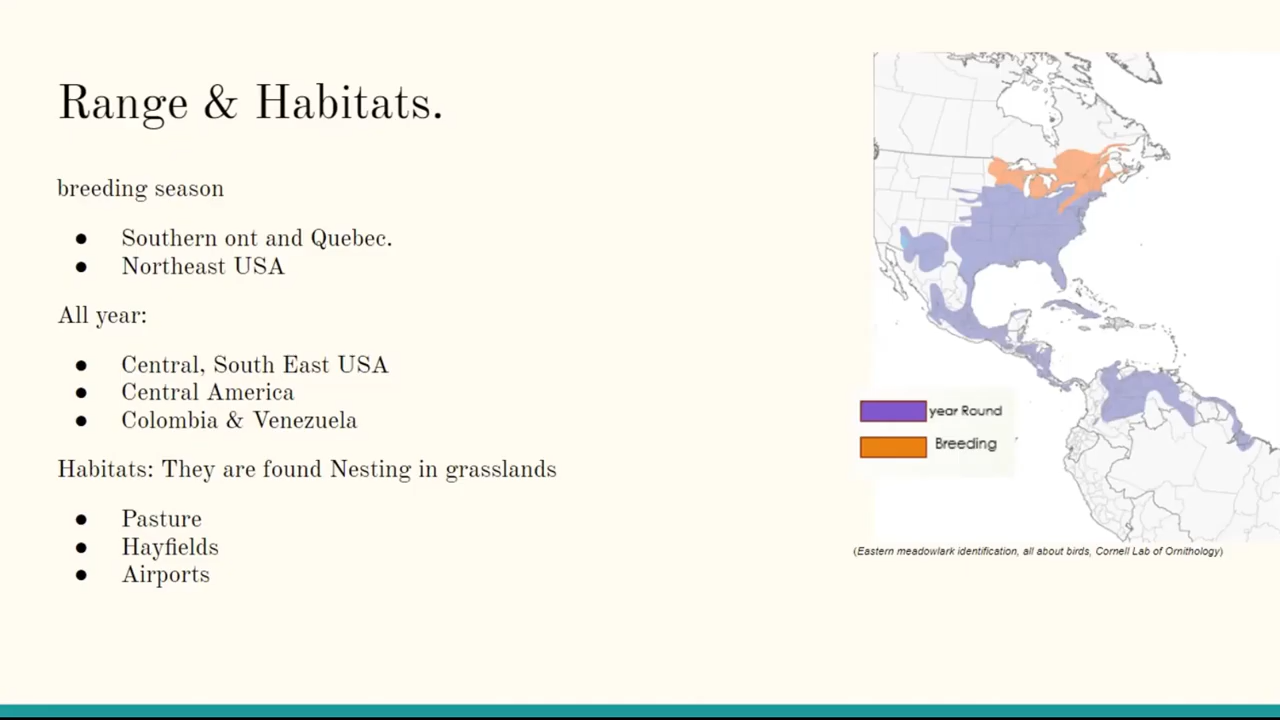 Range & Habitats.
breeding season
● Southern ont and Quebec.
● Northeast USA
All year:
● Central, South East USA
● Central America
● Colombia & Venezuela
Habitats: They are found Nesting in grasslands
● Pasture
● Hayfields
● Airports
year Round
Breeding
(Eastern meadowlark identification, all about birds, Cornell Lab of Ornithology)